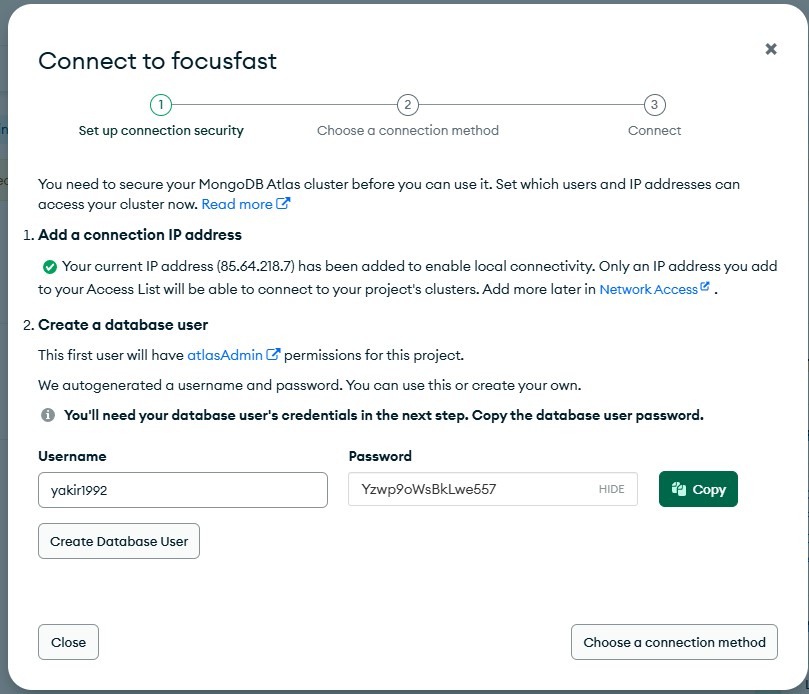 Connect to focusfast
1
2
3
Set up connection security
Choose a connection method
Connect
You need to secure your MongoDB Atlas cluster before you can use it. Set which users and IP addresses can
access your cluster now. Read more
1. Add a connection IP address
Your current IP address (85.64.218.7) has been added to enable local connectivity. Only an IP address you add
to your Access List will be able to connect to your project's clusters. Add more later in Network Access .
2. Create a database user
This first user will have atlasAdmin permissions for this project.
We autogenerated a username and password. You can use this or create your own.
You'll need your database user's credentials in the next step. Copy the database user password.
Username
Password
yakir1992
Yzwp9oWsBkLwe557
HIDE
Copy
Create Database User
Close
Choose a connection method